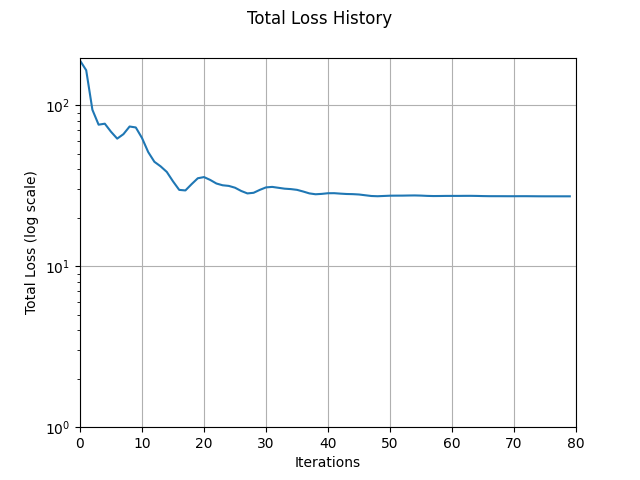 Total Loss History
Total Loss (log scale)
10²
10¹
10⁰
0 10 20 30 40 50 60 70 80
Iterations